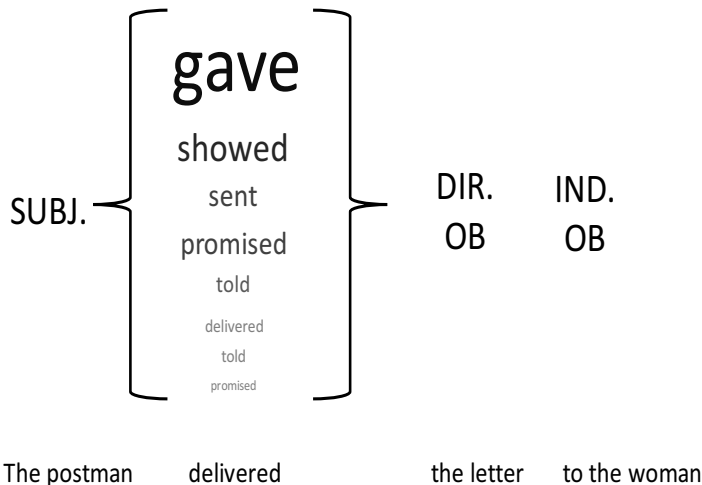 gave
showed
sent
promised
told
delivered
told
promised
SUBJ.
DIR.
OB
IND.
OB
The postman delivered the letter to the woman